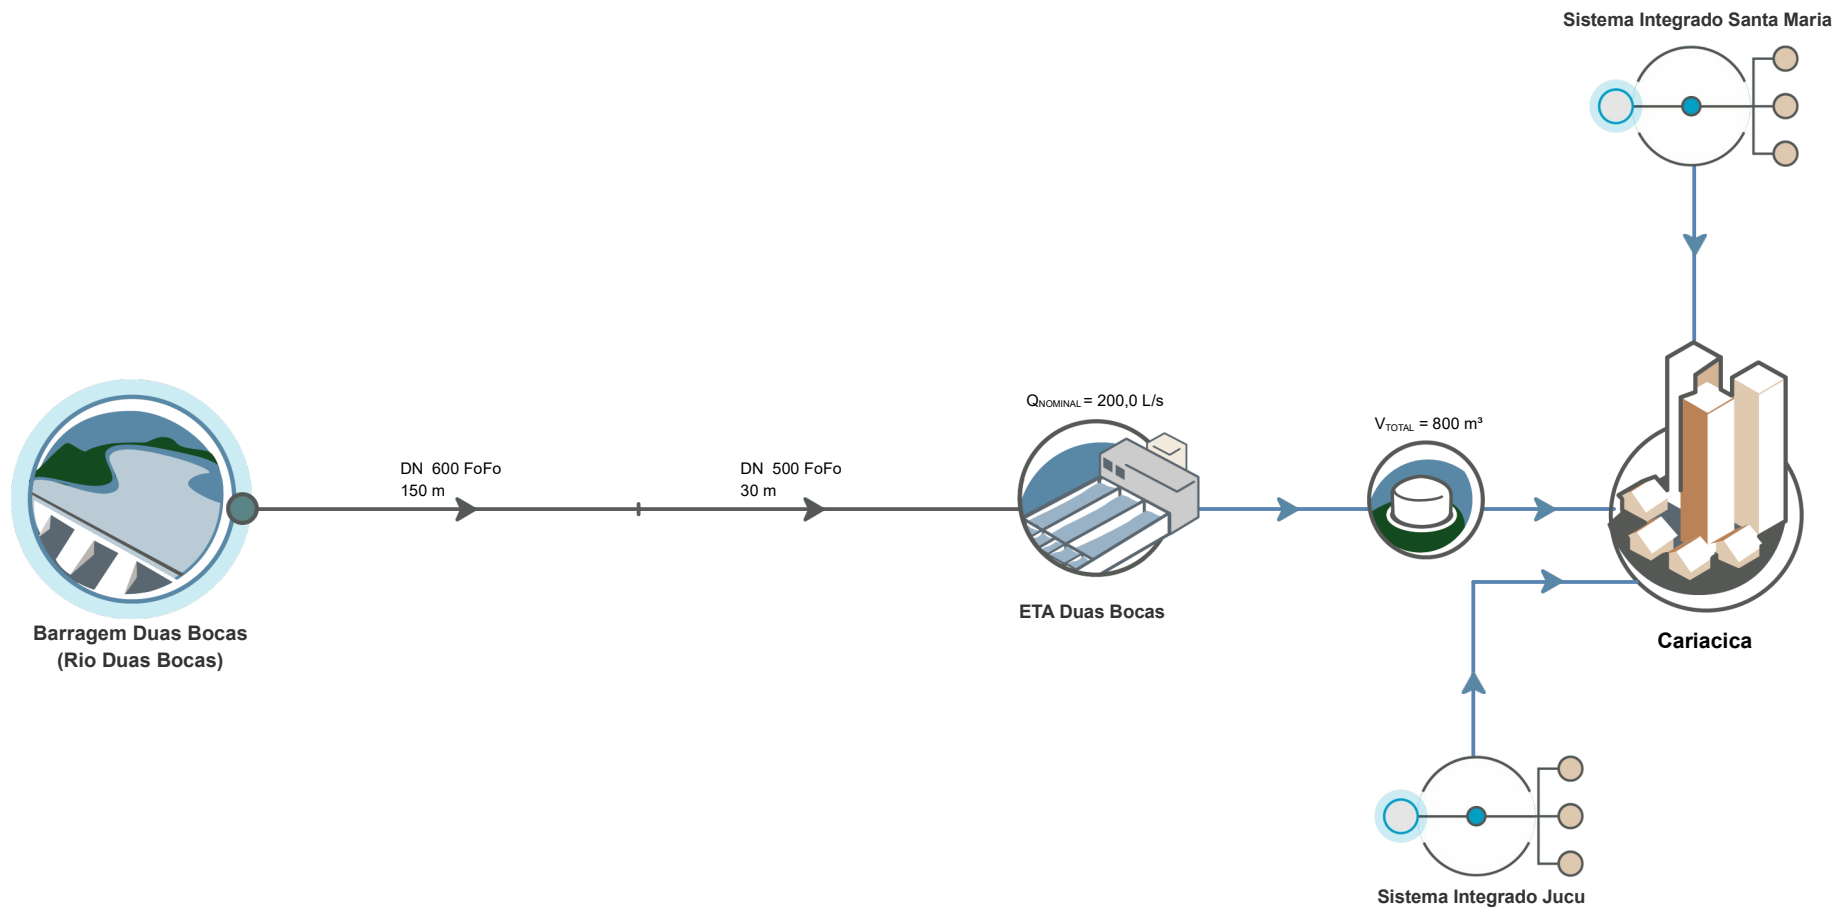 Sistema Integrado Santa Maria
QNOMINAL = 200,0 L/s
VTOTAL = 800 m³
DN 600 FoFo
150 m
DN 500 FoFo
30 m
ETA Duas Bocas
Barragem Duas Bocas
(Rio Duas Bocas)
Cariacica
Sistema Integrado Jucu